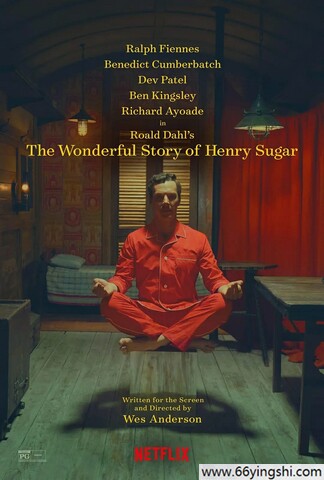 Ralph Fiennes
Benedict Cumberbatch
Dev Patel
Ben Kingsley
Richard Ayoade
in
Roald Dahl's
The Wonderful Story of Henry Sugar
Written for the Screen
and Directed by
Wes Anderson
PG
NETFLIX
www.66yingshi.com